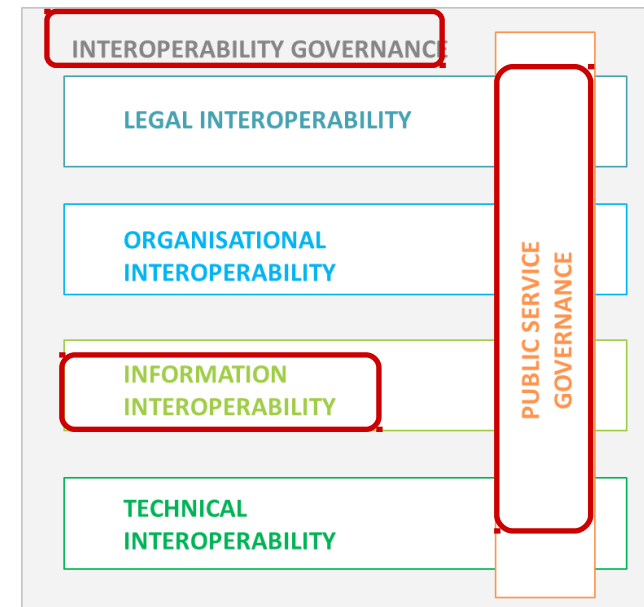 INTEROPERABILITY GOVERNANCE
LEGAL INTEROPERABILITY
ORGANISATIONAL
INTEROPERABILITY
INFORMATION
INTEROPERABILITY
TECHNICAL
INTEROPERABILITY
PUBLIC SERVICE
GOVERNANCE